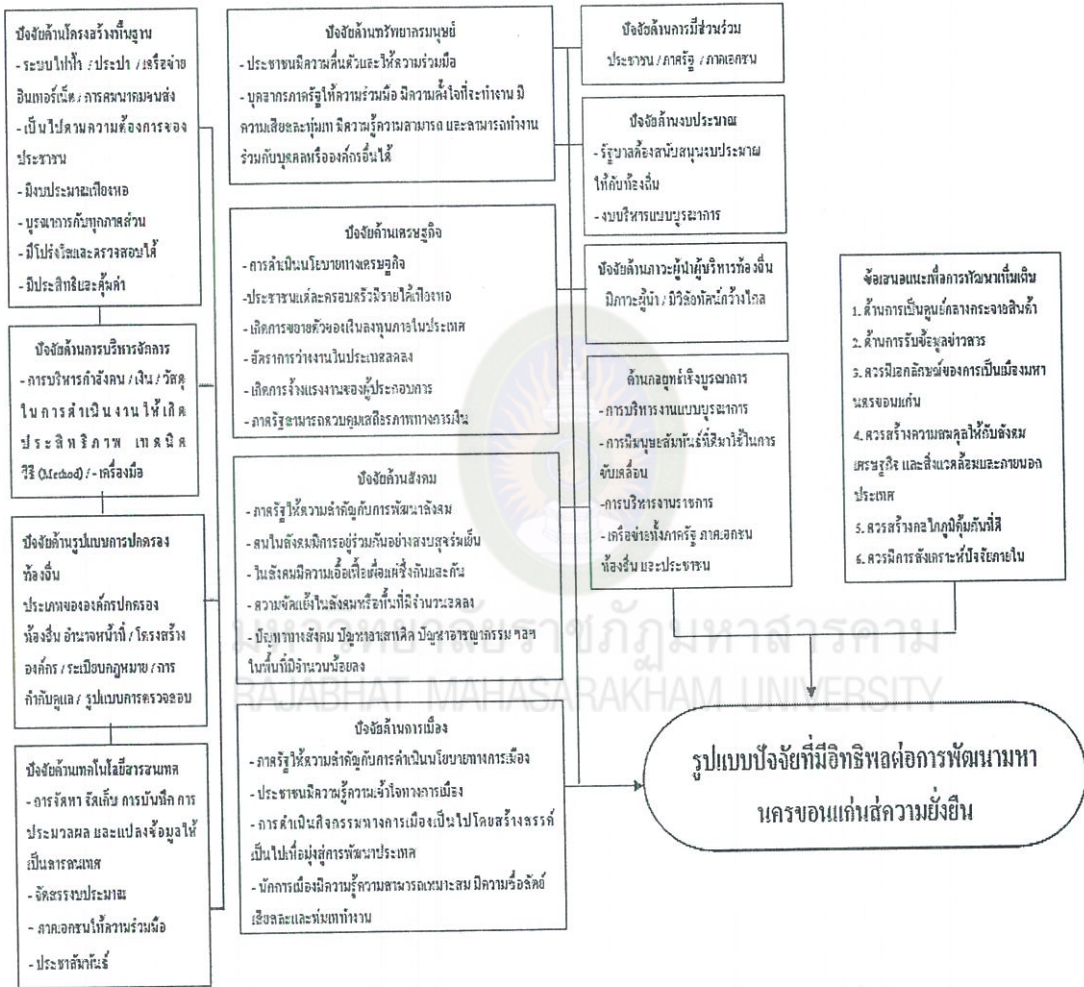 ปัจจัยด้านโครงสร้างพื้นฐาน
- ระบบไฟฟ้า / ประปา / เครือข่าย
อินเทอร์เน็ต / การคมนาคมขนส่ง
- เป็นไปตามความต้องการของ
ประชาชน
- มีงบประมาณเพียงพอ
- บูรณาการกับทุกภาคส่วน
- มีโปร่งใสและตรวจสอบได้
- มีประสิทธิและคุ้มค่า
ปัจจัยด้านการบริหารจัดการ
- การบริหารกำลังคน / เงิน / วัสดุ
ในการดำเนินงานให้เกิด
ประสิทธิภาพ เทคนิค
วิธี (Method) / - เครื่องมือ
ปัจจัยด้านรูปแบบการปกครอง
ท้องถิ่น
ประเภทขององค์กรปกครอง
ท้องถิ่น อำนาจหน้าที่ / โครงสร้าง
องค์กร / ระเบียบกฎหมาย / การ
กำกับดูแล / รูปแบบการตรวจสอบ
ปัจจัยด้านเทคโนโลยีสารสนเทศ
- การจัดหา จัดเก็บ การบันทึก การ
ประมวลผล และแปลงข้อมูลให้
เป็นสารสนเทศ
- จัดสรรงบประมาณ
- ภาคเอกชนให้ความร่วมมือ
- ประชาสัมพันธ์
ปัจจัยด้านทรัพยากรมนุษย์
- ประชาชนมีความตื่นตัวและให้ความร่วมมือ
- บุคลากรภาครัฐให้ความร่วมมือ มีความตั้งใจที่จะทำงาน มี
ความเสียสละทุ่มเท มีความรู้ความสามารถ และสามารถทำงาน
ร่วมกับบุคคลหรือองค์กรอื่นได้
ปัจจัยด้านเศรษฐกิจ
- การดำเนินนโยบายทางเศรษฐกิจ
-ประชาชนแต่ละครอบครัวมีรายได้เพียงพอ
- เกิดการขยายตัวของเงินลงทุนภายในประเทศ
- อัตราการว่างงานในประเทศลดลง
- เกิดการจ้างแรงงานของผู้ประกอบการ
- ภาครัฐสามารถควบคุมเสถียรภาพทางการเงิน
ปัจจัยด้านสังคม
- ภาครัฐให้ความสำคัญกับการพัฒนาสังคม
- คนในสังคมมีการอยู่ร่วมกันอย่างสงบสุขร่มเย็น
- ในสังคมมีความเอื้อเฟื้อเผื่อแผ่ซึ่งกันและกัน
- ความขัดแย้งในสังคมหรือพื้นที่มีจำนวนลดลง
- ปัญหาทางสังคม ปัญหายาเสพติด ปัญหาอาชญากรรม ฯลฯ
ในพื้นที่มีจำนวนน้อยลง
ปัจจัยด้านการเมือง
- ภาครัฐให้ความสำคัญกับการดำเนินนโยบายทางการเมือง
- ประชาชนมีความรู้ความเข้าใจทางการเมือง
- การดำเนินกิจกรรมทางการเมืองเป็นไปโดยสร้างสรรค์
เป็นไปเพื่อมุ่งสู่การพัฒนาประเทศ
- นักการเมืองมีความรู้ความสามารถเหมาะสม มีความซื่อสัตย์
เสียสละและทุ่มเททำงาน
ปัจจัยด้านการมีส่วนร่วม
ประชาชน / ภาครัฐ / ภาคเอกชน
ปัจจัยด้านงบประมาณ
- รัฐบาลต้องสนับสนุนงบประมาณ
ให้กับท้องถิ่น
- งบบริหารแบบบูรณาการ
ปัจจัยด้านภาวะผู้นำผู้บริหารท้องถิ่น
มีภาวะผู้นำ / มีวิสัยทัศน์กว้างไกล
ด้านกลยุทธ์เชิงบูรณาการ
- การบริหารงานแบบบูรณาการ
- การมีมนุษยสัมพันธ์ที่ดีมาใช้ในการ
ขับเคลื่อน
-การบริหารงานราชการ
- เครือข่ายทั้งภาครัฐ ภาคเอกชน
ท้องถิ่น และประชาชน
ข้อเสนอแนะเพื่อการพัฒนาเพิ่มเติม
1. ด้านการเป็นศูนย์กลางกระจายสินค้า
2. ด้านการรับข้อมูลข่าวสาร
3. ควรมีเอกลักษณ์ของการเป็นเมืองมหา
นครขอนแก่น
4. ควรสร้างความสมดุลให้กับสังคม
เศรษฐกิจ และสิ่งแวดล้อมและภายนอก
ประเทศ
5. ควรสร้างกลไกภูมิคุ้มกันที่ดี
6. ควรมีการสังเคราะห์ปัจจัยภายใน
มหาวิทยาลัยราชภัฏมหาสารคาม
RAJABHAT MAHASARAKHAM UNIVERSITY
รูปแบบปัจจัยที่มีอิทธิพลต่อการพัฒนามหา
นครขอนแก่นสู่ความยั่งยืน